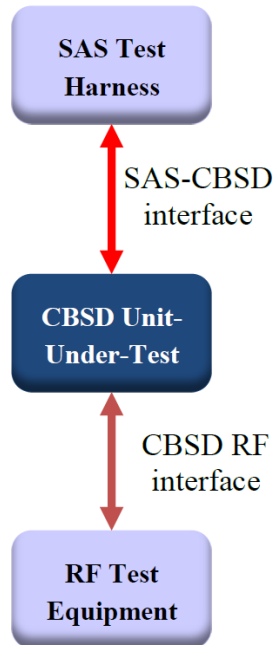 SAS Test
Harness
SAS-CBSD
interface
CBSD Unit-
Under-Test
CBSD RF
interface
RF Test
Equipment